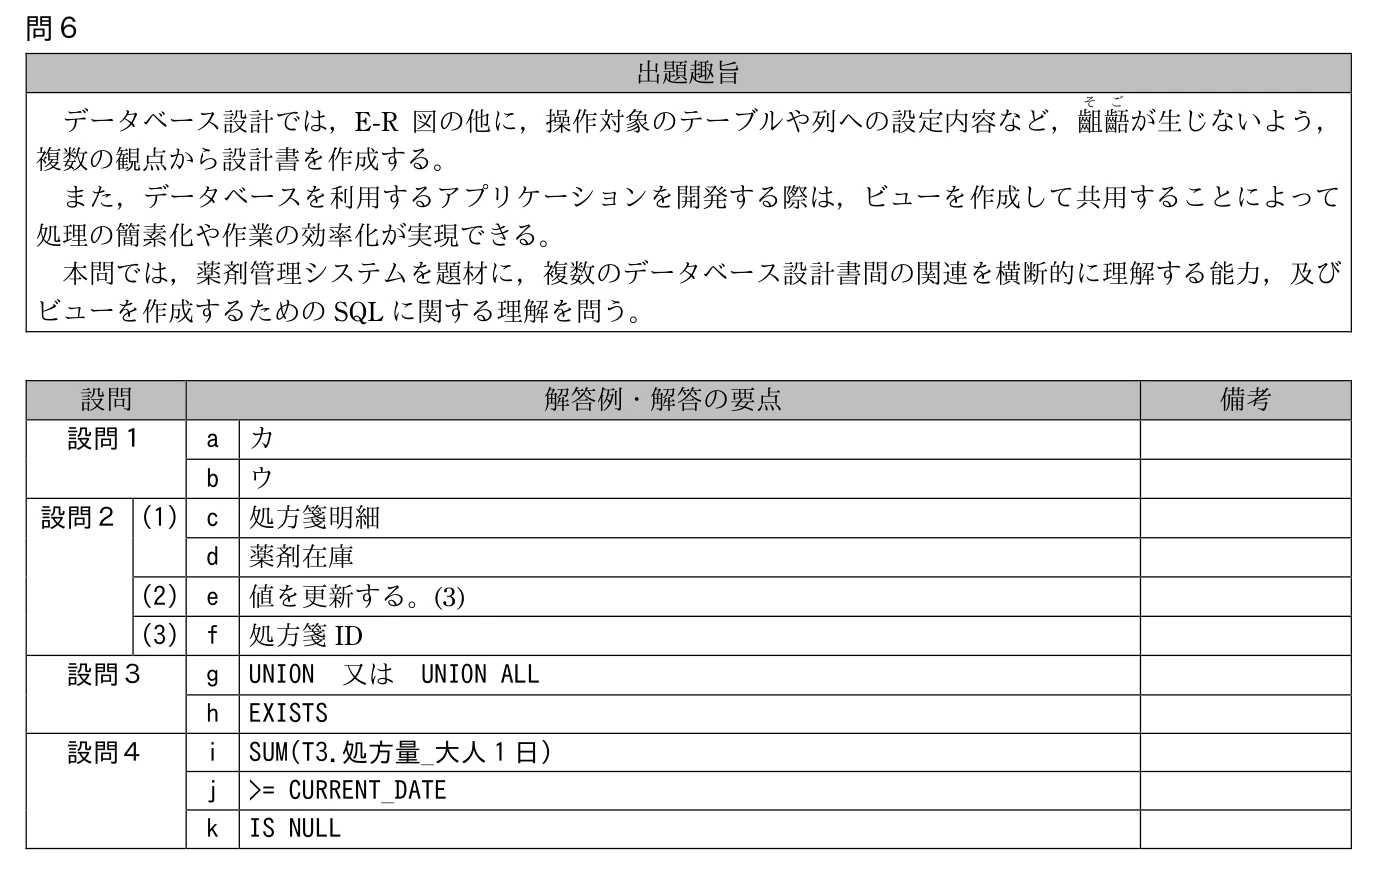 問６
出題趣旨
データベース設計では，E-R 図の他に，操作対象のテーブルや列への設定内容など，齟齬が生じないよう，
そ ご
複数の観点から設計書を作成する。
また，データベースを利用するアプリケーションを開発する際は，ビューを作成して共用することによって
処理の簡素化や作業の効率化が実現できる。
本問では，薬剤管理システムを題材に，複数のデータベース設計書間の関連を横断的に理解する能力，及び
ビューを作成するための SQL に関する理解を問う。
設問 解答例・解答の要点 備考
設問１ a カ
b ウ
設問２ (1) c 処方箋明細
d 薬剤在庫
(2) e 値を更新する。(3)
(3) f 処方箋 ID
設問３ g UNION 又は UNION ALL
h EXISTS
設問４ i SUM(T3.処方量_大人１日)
j >= CURRENT_DATE
k IS NULL